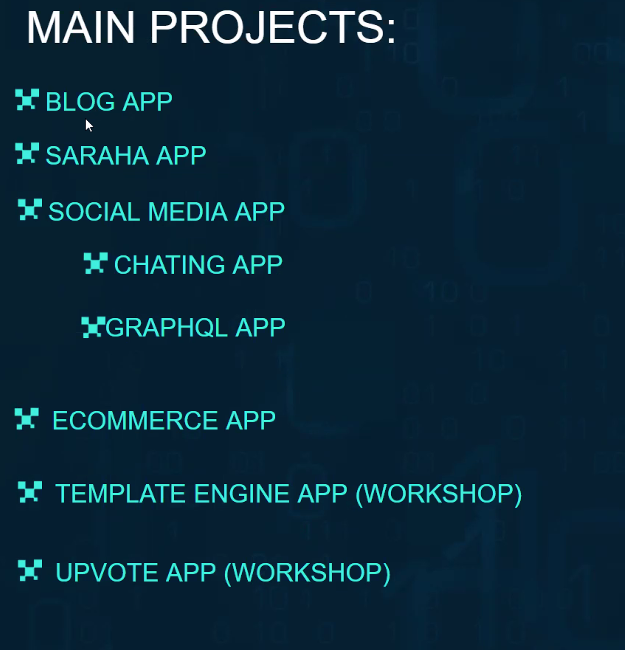 MAIN PROJECTS:
BLOG APP
SARAHA APP
SOCIAL MEDIA APP
CHATING APP
GRAPHQL APP
ECOMMERCE APP
TEMPLATE ENGINE APP (WORKSHOP)
UPVOTE APP (WORKSHOP)